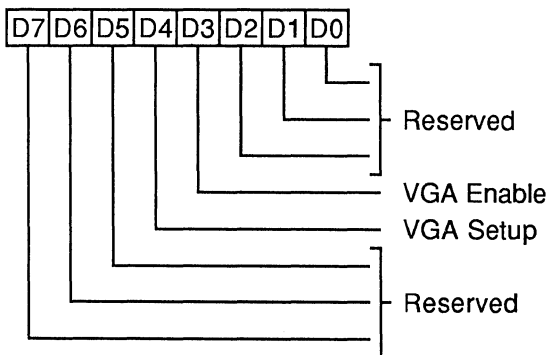 D7 D6 D5 D4 D3 D2 D1 D0
Reserved
VGA Enable
VGA Setup
Reserved